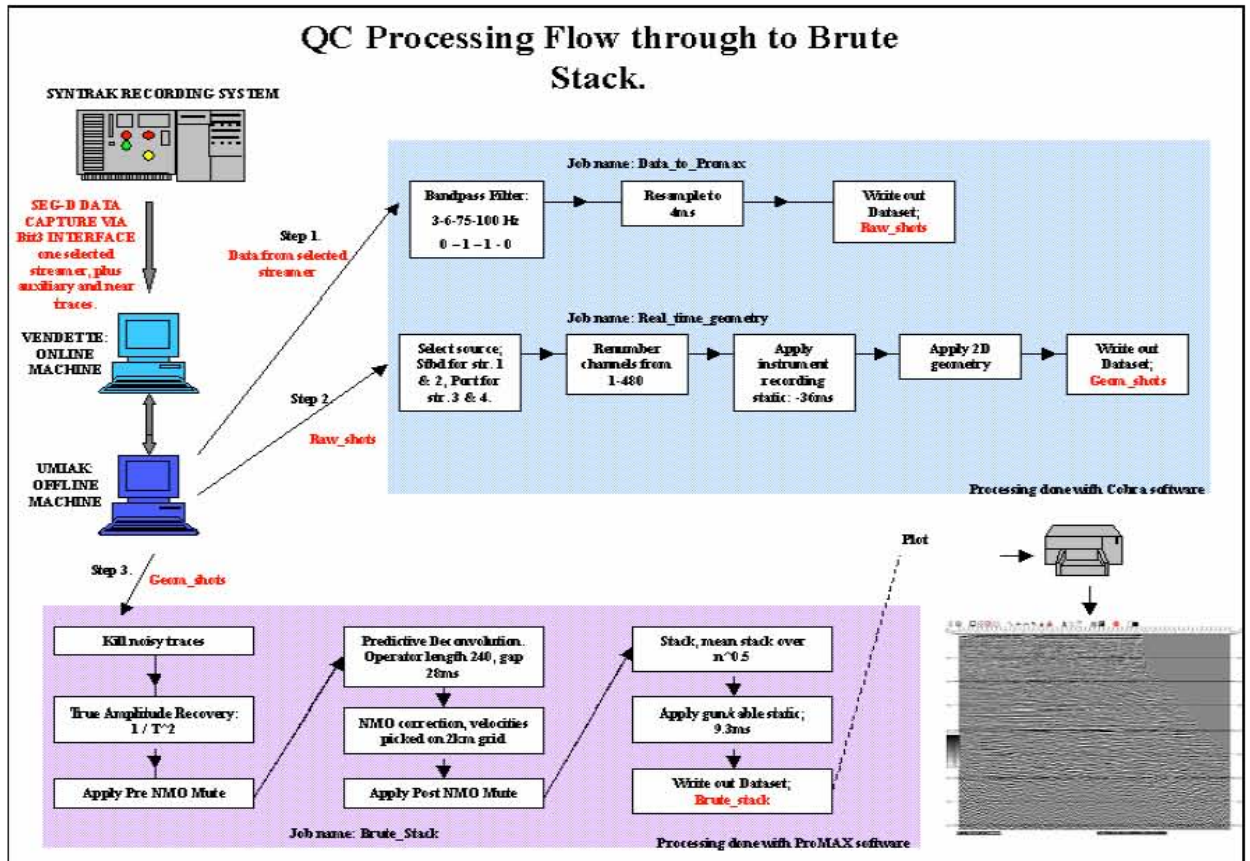 QC Processing Flow through to Brute
Stack.
SYNTRAK RECORDING SYSTEM
SEG-D DATA
CAPTURE VIA
Bit3 INTERFACE
one selected
streamer, plus
auxiliary and near
traces.
VENDETTE:
ONLINE
MACHINE
UMIAK:
OFFLINE
MACHINE
Step 1.
Data from selected
streamer
Step 2.
Raw_shots
Step 3.
Geom_shots
Job name: Data_to_Promax
Bandpass Filter:
3-6-75-100 Hz
0 – 1 – 1 - 0
Resample to
4ms
Write out
Dataset;
Raw_shots
Job name: Real_time_geometry
Select source;
Stbd for str. 1
& 2, Port for
str. 3 & 4.
Renumber
channels from
1-480
Apply
instrument
recording
static: -36ms
Apply 2D
geometry
Write out
Dataset;
Geom_shots
Processing done with Cobra software
Plot
Kill noisy traces
True Amplitude Recovery:
1 / T^2
Apply Pre NMO Mute
Predictive Deconvolution.
Operator length 240, gap
28ms
NMO correction, velocities
picked on 2km grid
Apply Post NMO Mute
Stack, mean stack over
n^0.5
Apply gun/cable static;
9.3ms
Write out Dataset;
Brute_stack
Job name: Brute_Stack
Processing done with ProMAX software